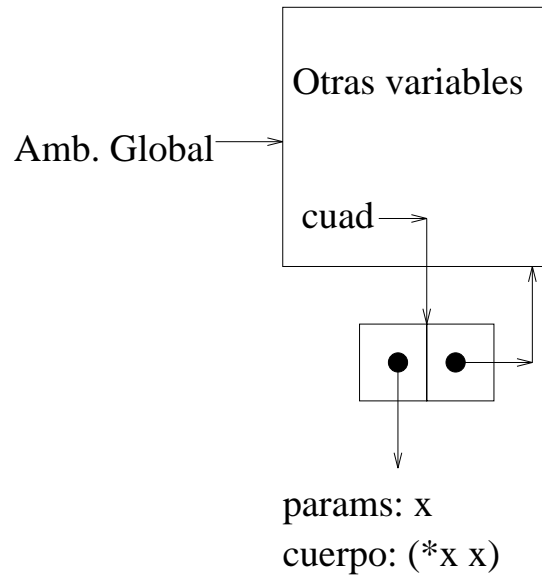 Otras variables
Amb. Global
cuad
params: x
cuerpo: (*x x)